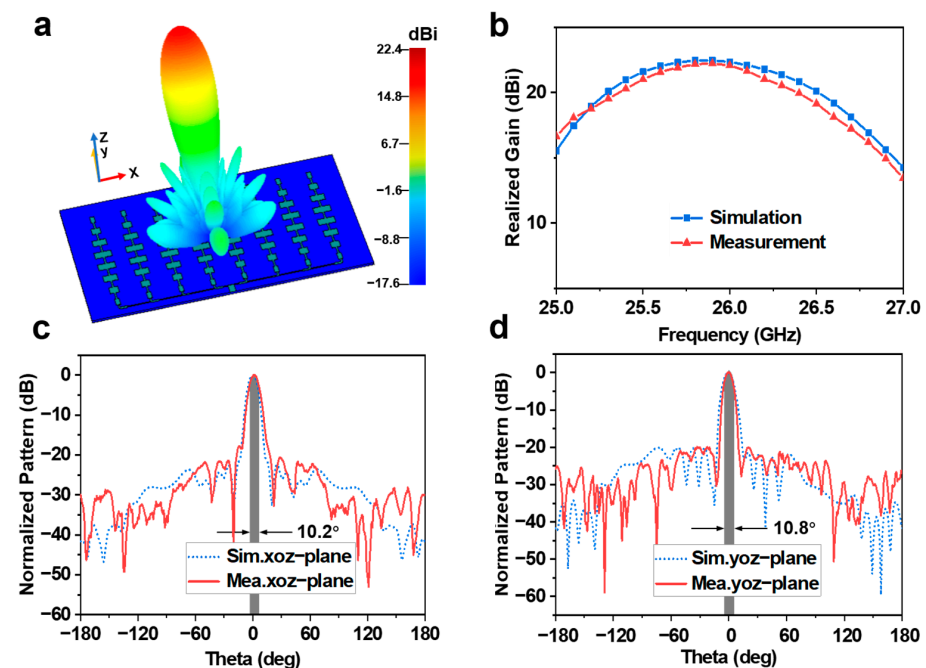 a
dBi
22.4
14.8
6.7
−1.6
−8.8
−17.6
Z
y
X
b
Realized Gain (dBi)
20
10
Simulation
Measurement
25.0 25.5 26.0 26.5 27.0
Frequency (GHz)
c
Normalized Pattern (dB)
0
−10
−20
−30
−40
−50
−60
10.2°
Sim.xoz−plane
Mea.xoz−plane
−180 −120 −60 0 60 120 180
Theta (deg)
d
Normalized Pattern (dB)
0
−10
−20
−30
−40
−50
−60
10.8°
Sim.yoz−plane
Mea.yoz−plane
−180 −120 −60 0 60 120 180
Theta (deg)